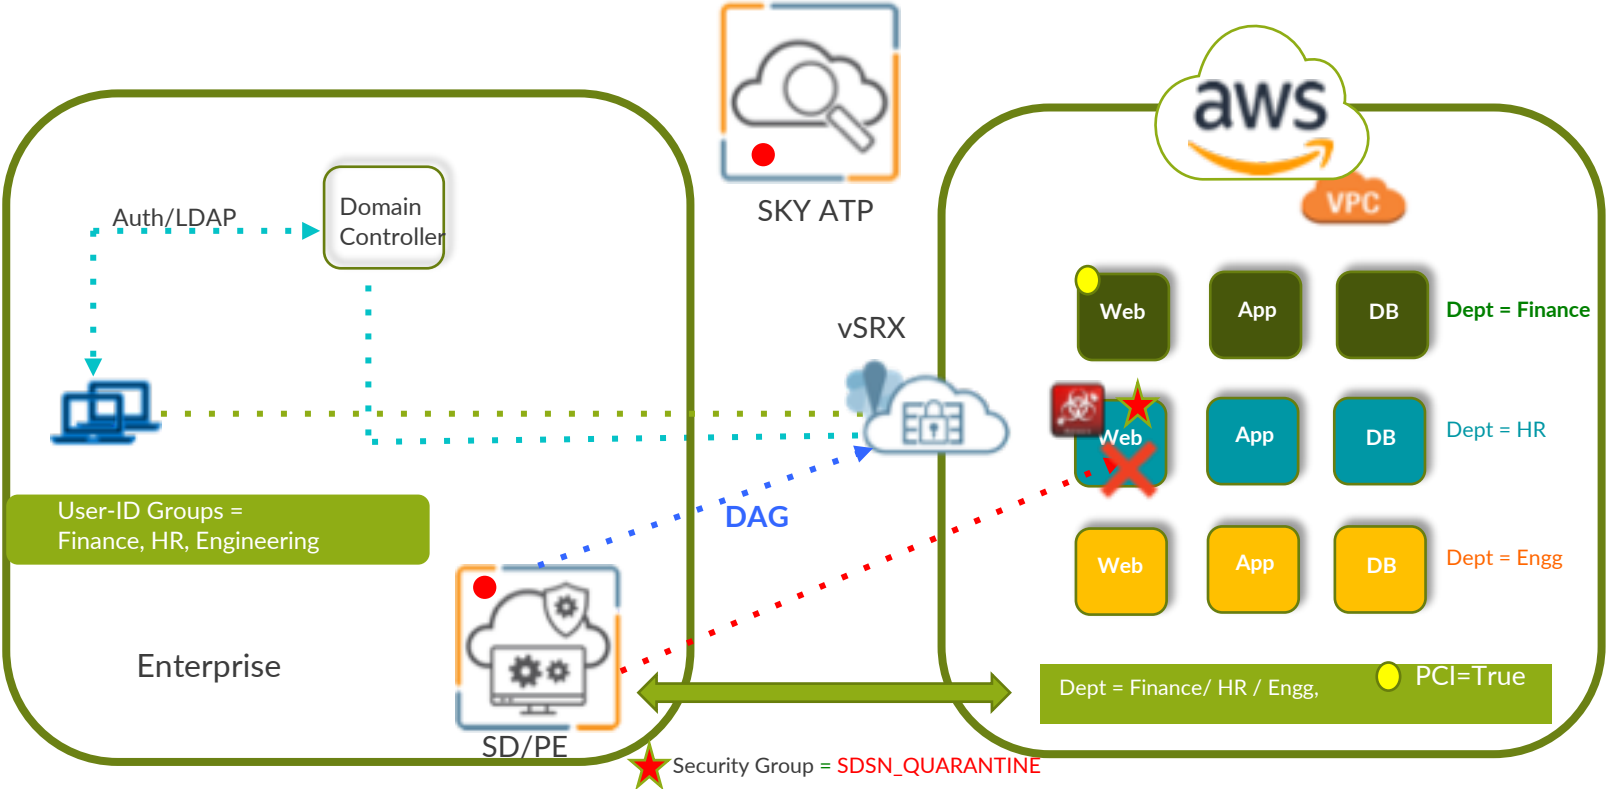 aws
VPC
SKY ATP
Auth/LDAP
Domain
Controller
vSRX
Web
App
DB
Dept = Finance
Web
App
DB
Dept = HR
DAG
User-ID Groups =
Finance, HR, Engineering
Web
App
DB
Dept = Engg
Enterprise
SD/PE
Dept = Finance/ HR / Engg,
PCI=True
Security Group = SDSN_QUARANTINE